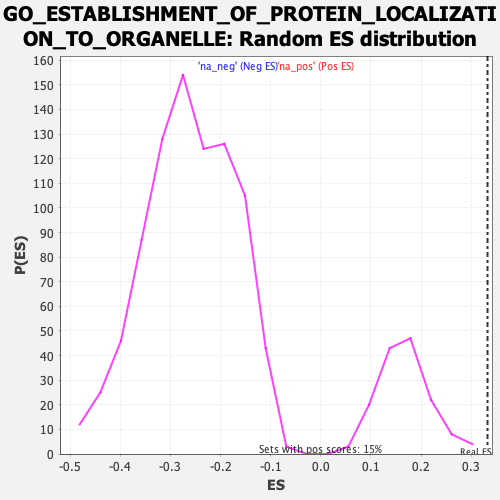 GO_ESTABLISHMENT_OF_PROTEIN_LOCALIZATI
ON_TO_ORGANELLE: Random ES distribution
'na_neg' (Neg ES) 'na_pos' (Pos ES)
160
150
140
130
120
110
100
90
80
70
60
50
40
30
20
10
0
P(ES)
Sets with pos scores: 15%
Real ES
-0.5 -0.4 -0.3 -0.2 -0.1 0.0 0.1 0.2 0.3
ES